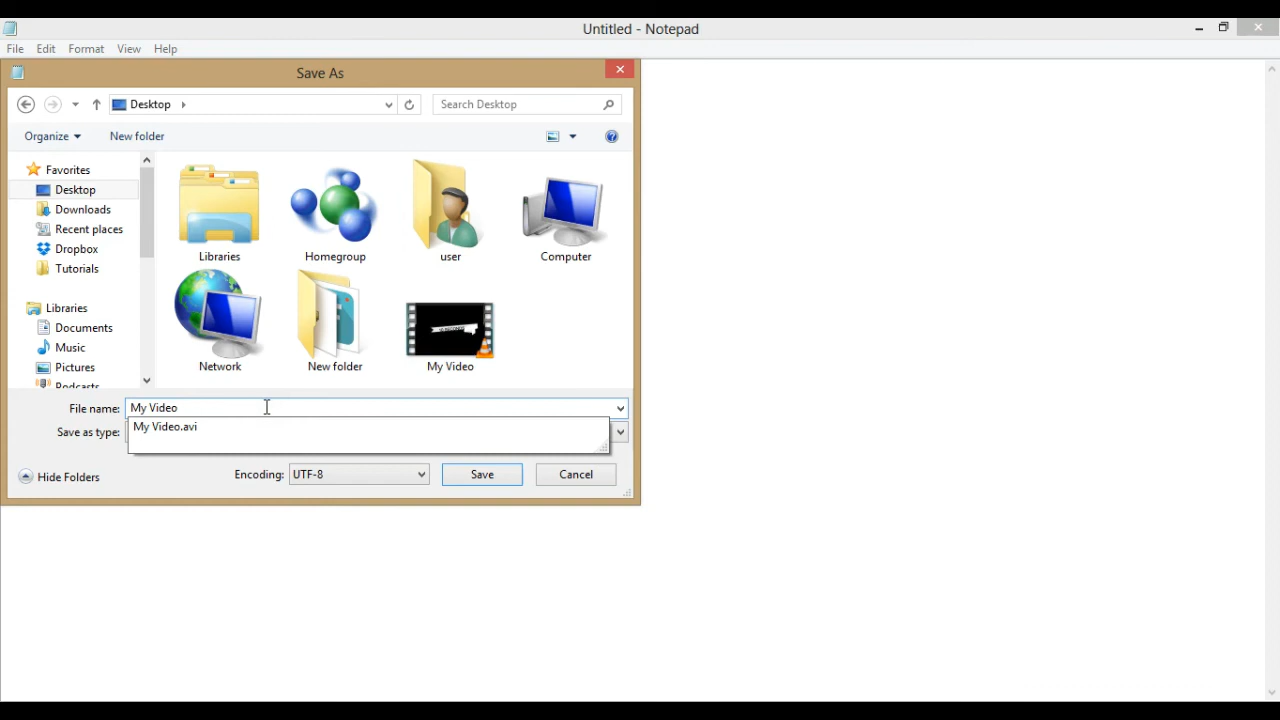 Untitled - Notepad
File Edit Format View Help
Save As
Desktop
Search Desktop
Organize New folder
Favorites
Desktop
Downloads
Recent places
Dropbox
Tutorials
Libraries
Documents
Music
Pictures
Podcasts
Libraries Homegroup user Computer
Network New folder My Video
File name: My Video
My Video.avi
Save as type:
Hide Folders Encoding: UTF-8 Save Cancel